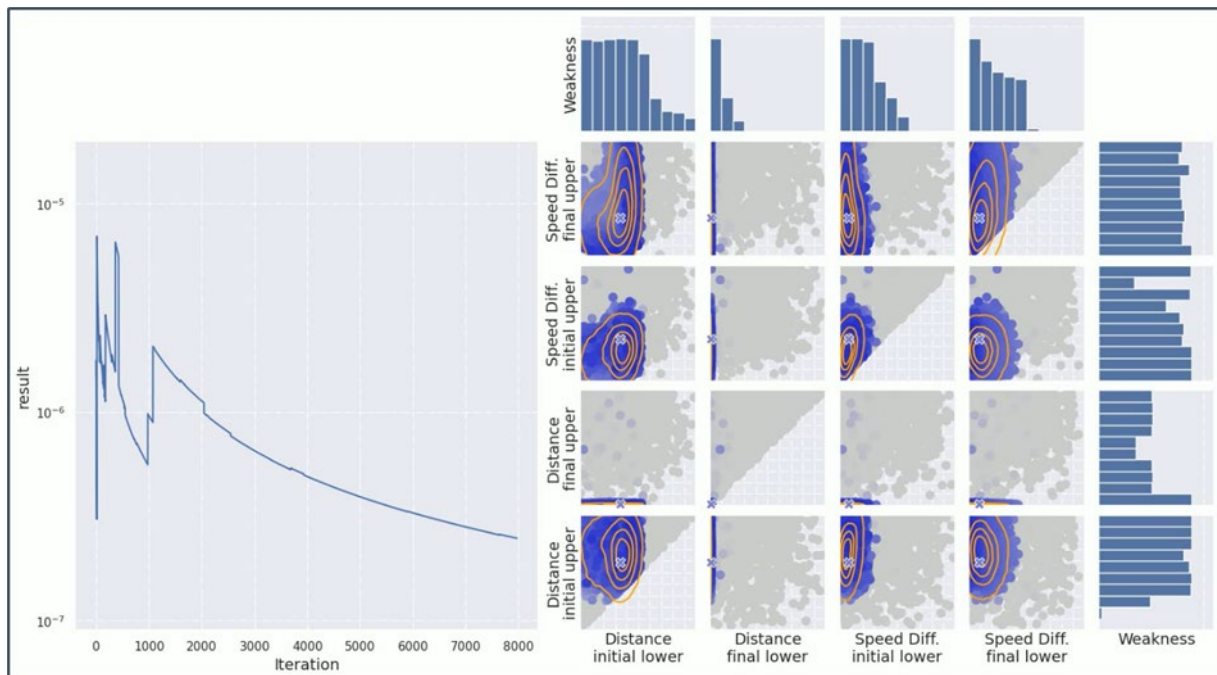 Weakness
Speed Diff.
final upper
Speed Diff.
initial upper
Distance
final upper
Distance
initial upper
10⁻⁵
10⁻⁶
10⁻⁷
result
0 1000 2000 3000 4000 5000 6000 7000 8000
Iteration
Distance
initial lower
Distance
final lower
Speed Diff.
initial lower
Speed Diff.
final lower
Weakness